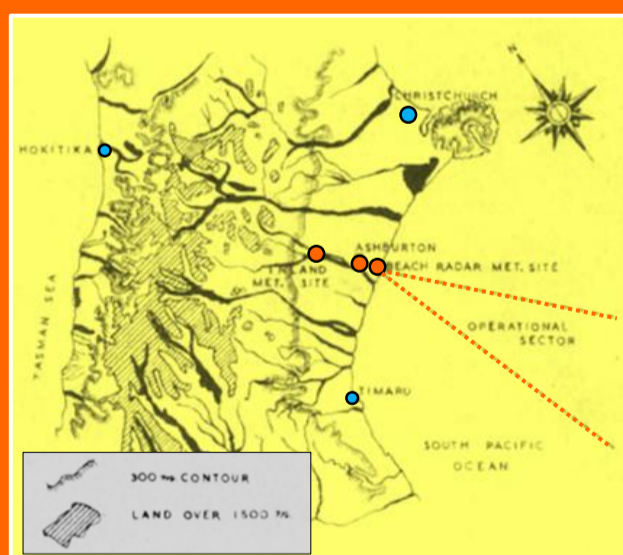 N
CHRISTCHURCH
HOKITIKA
ASHBURTON
BEACH RADAR MET. SITE
INLAND
MET. SITE
OPERATIONAL
SECTOR
TASMAN SEA
TIMARU
SOUTH PACIFIC
OCEAN
300 m. CONTOUR
LAND OVER 1500 m.